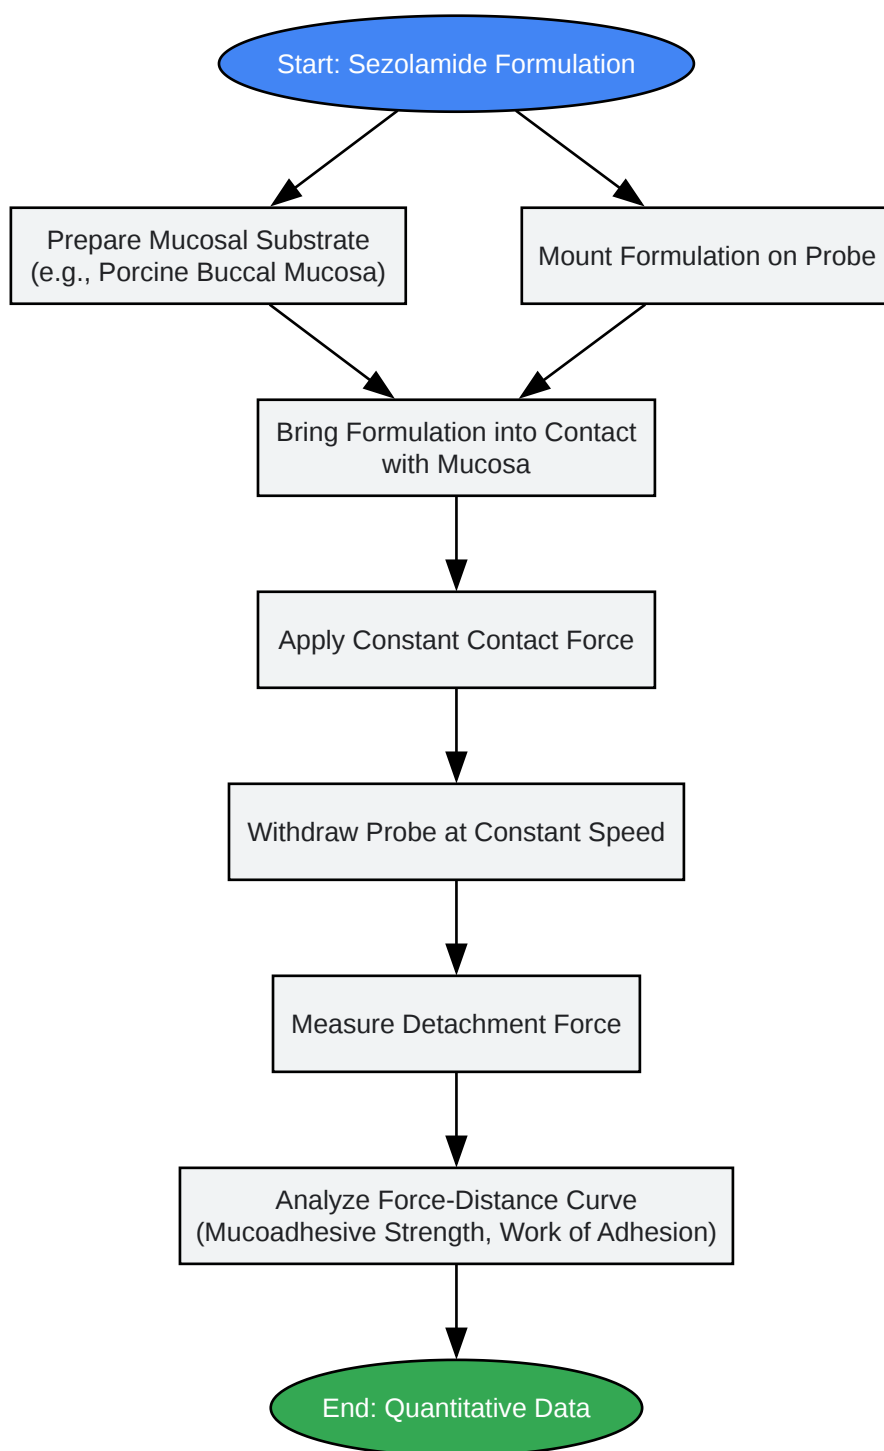 Start: Sezolamide Formulation
Prepare Mucosal Substrate
(e.g., Porcine Buccal Mucosa)
Mount Formulation on Probe
Bring Formulation into Contact
with Mucosa
Apply Constant Contact Force
Withdraw Probe at Constant Speed
Measure Detachment Force
Analyze Force-Distance Curve
(Mucoadhesive Strength, Work of Adhesion)
End: Quantitative Data